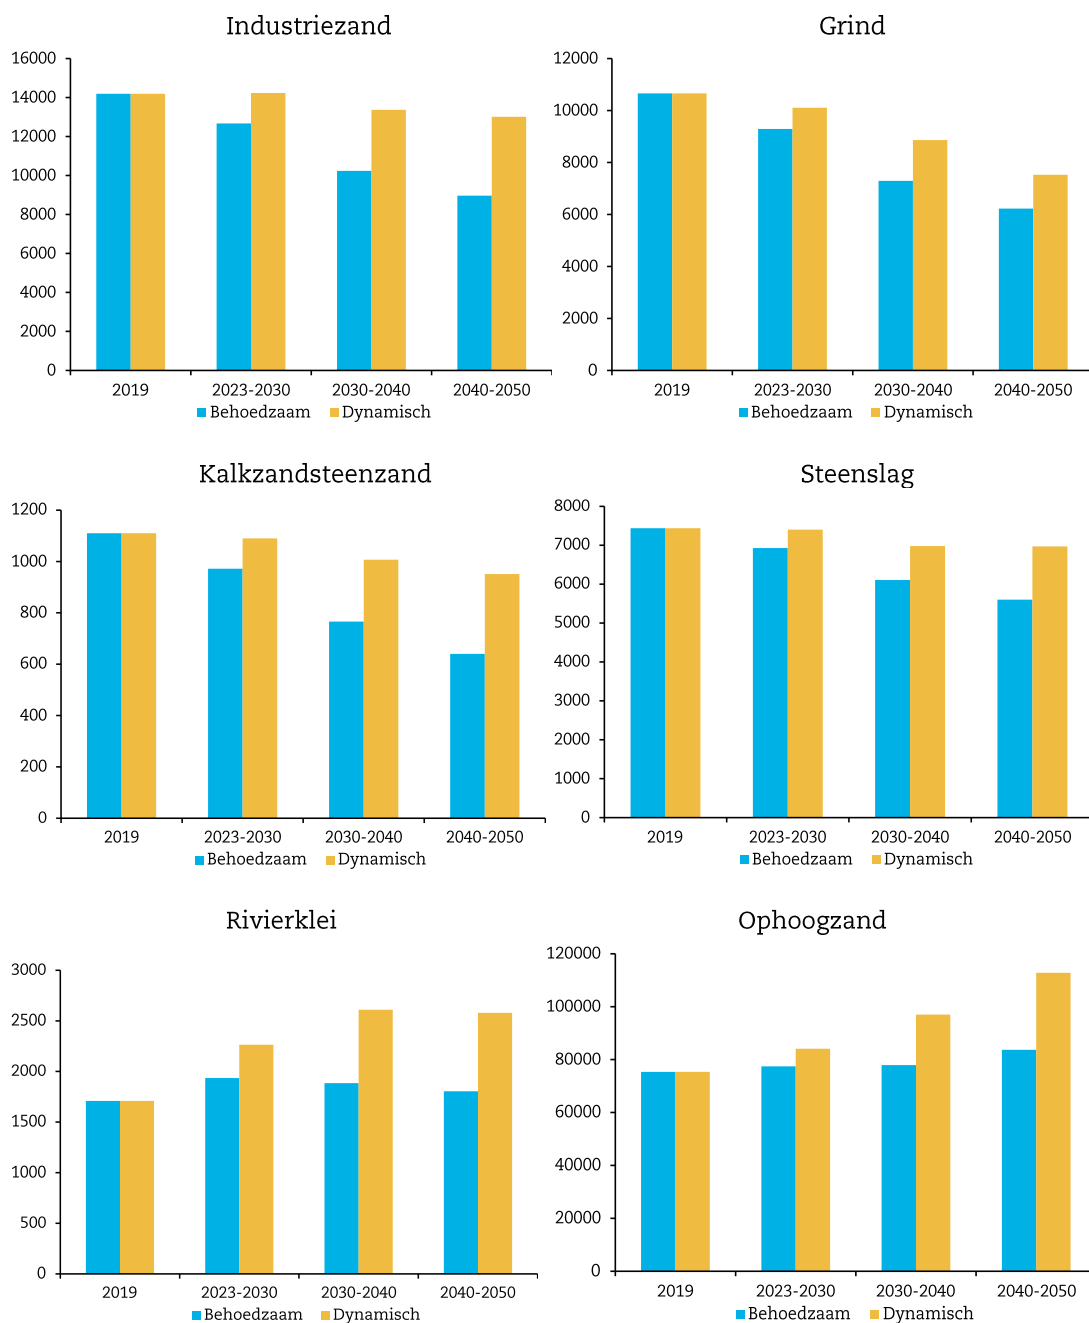 Industriezand
16000
14000
12000
10000
8000
6000
4000
2000
0
2019 2023-2030 2030-2040 2040-2050
Behoedzaam Dynamisch
Grind
12000
10000
8000
6000
4000
2000
0
2019 2023-2030 2030-2040 2040-2050
Behoedzaam Dynamisch
Kalkzandsteenzand
1200
1000
800
600
400
200
0
2019 2023-2030 2030-2040 2040-2050
Behoedzaam Dynamisch
Steenslag
8000
7000
6000
5000
4000
3000
2000
1000
0
2019 2023-2030 2030-2040 2040-2050
Behoedzaam Dynamisch
Rivierklei
3000
2500
2000
1500
1000
500
0
2019 2023-2030 2030-2040 2040-2050
Behoedzaam Dynamisch
Ophoogzand
120000
100000
80000
60000
40000
20000
0
2019 2023-2030 2030-2040 2040-2050
Behoedzaam Dynamisch